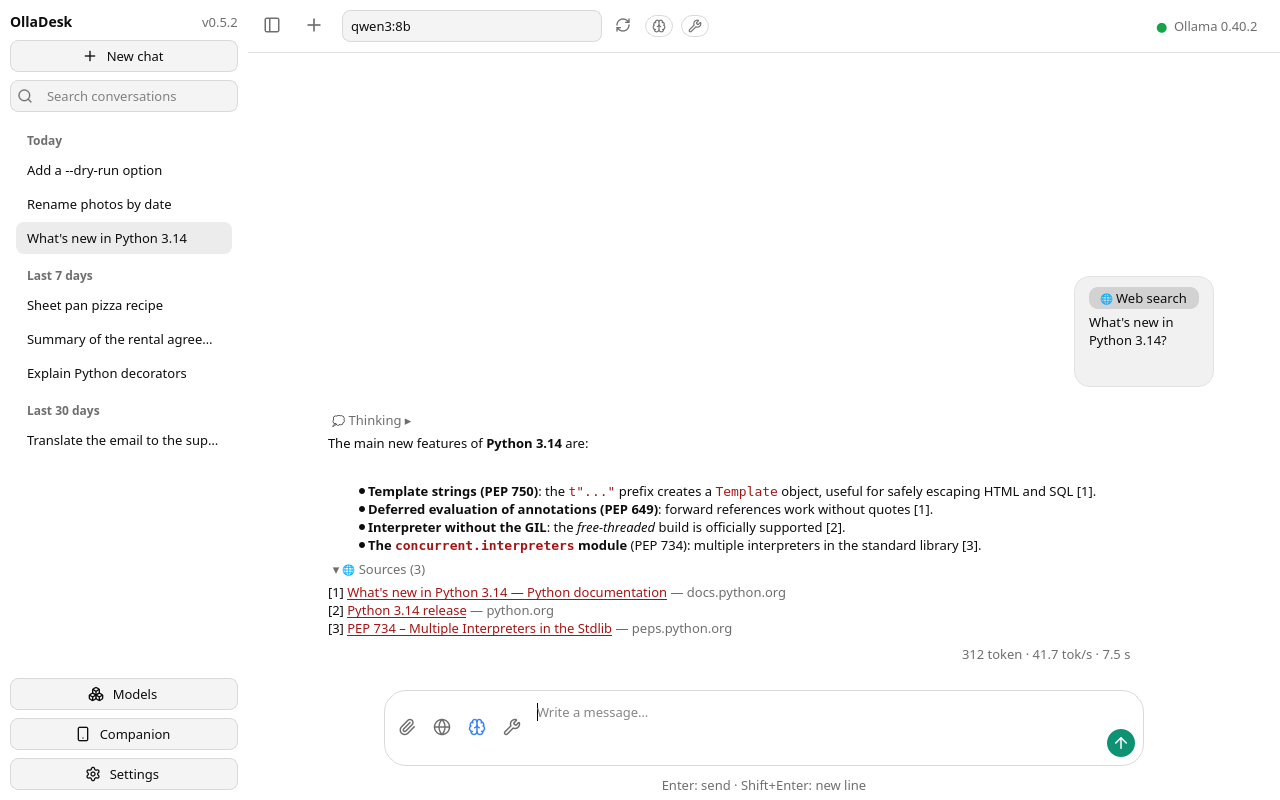 OllaDesk v0.5.2
New chat
Search conversations
Today
Add a --dry-run option
Rename photos by date
What's new in Python 3.14
Last 7 days
Sheet pan pizza recipe
Summary of the rental agree...
Explain Python decorators
Last 30 days
Translate the email to the sup...
Models
Companion
Settings
qwen3:8b
Ollama 0.40.2
Web search
What's new in
Python 3.14?
Thinking
The main new features of Python 3.14 are:
Template strings (PEP 750): the t"..." prefix creates a Template object, useful for safely escaping HTML and SQL [1].
Deferred evaluation of annotations (PEP 649): forward references work without quotes [1].
Interpreter without the GIL: the free-threaded build is officially supported [2].
The concurrent.interpreters module (PEP 734): multiple interpreters in the standard library [3].
Sources (3)
[1] What's new in Python 3.14 — Python documentation — docs.python.org
[2] Python 3.14 release — python.org
[3] PEP 734 – Multiple Interpreters in the Stdlib — peps.python.org
312 token · 41.7 tok/s · 7.5 s
Write a message...
Enter: send · Shift+Enter: new line